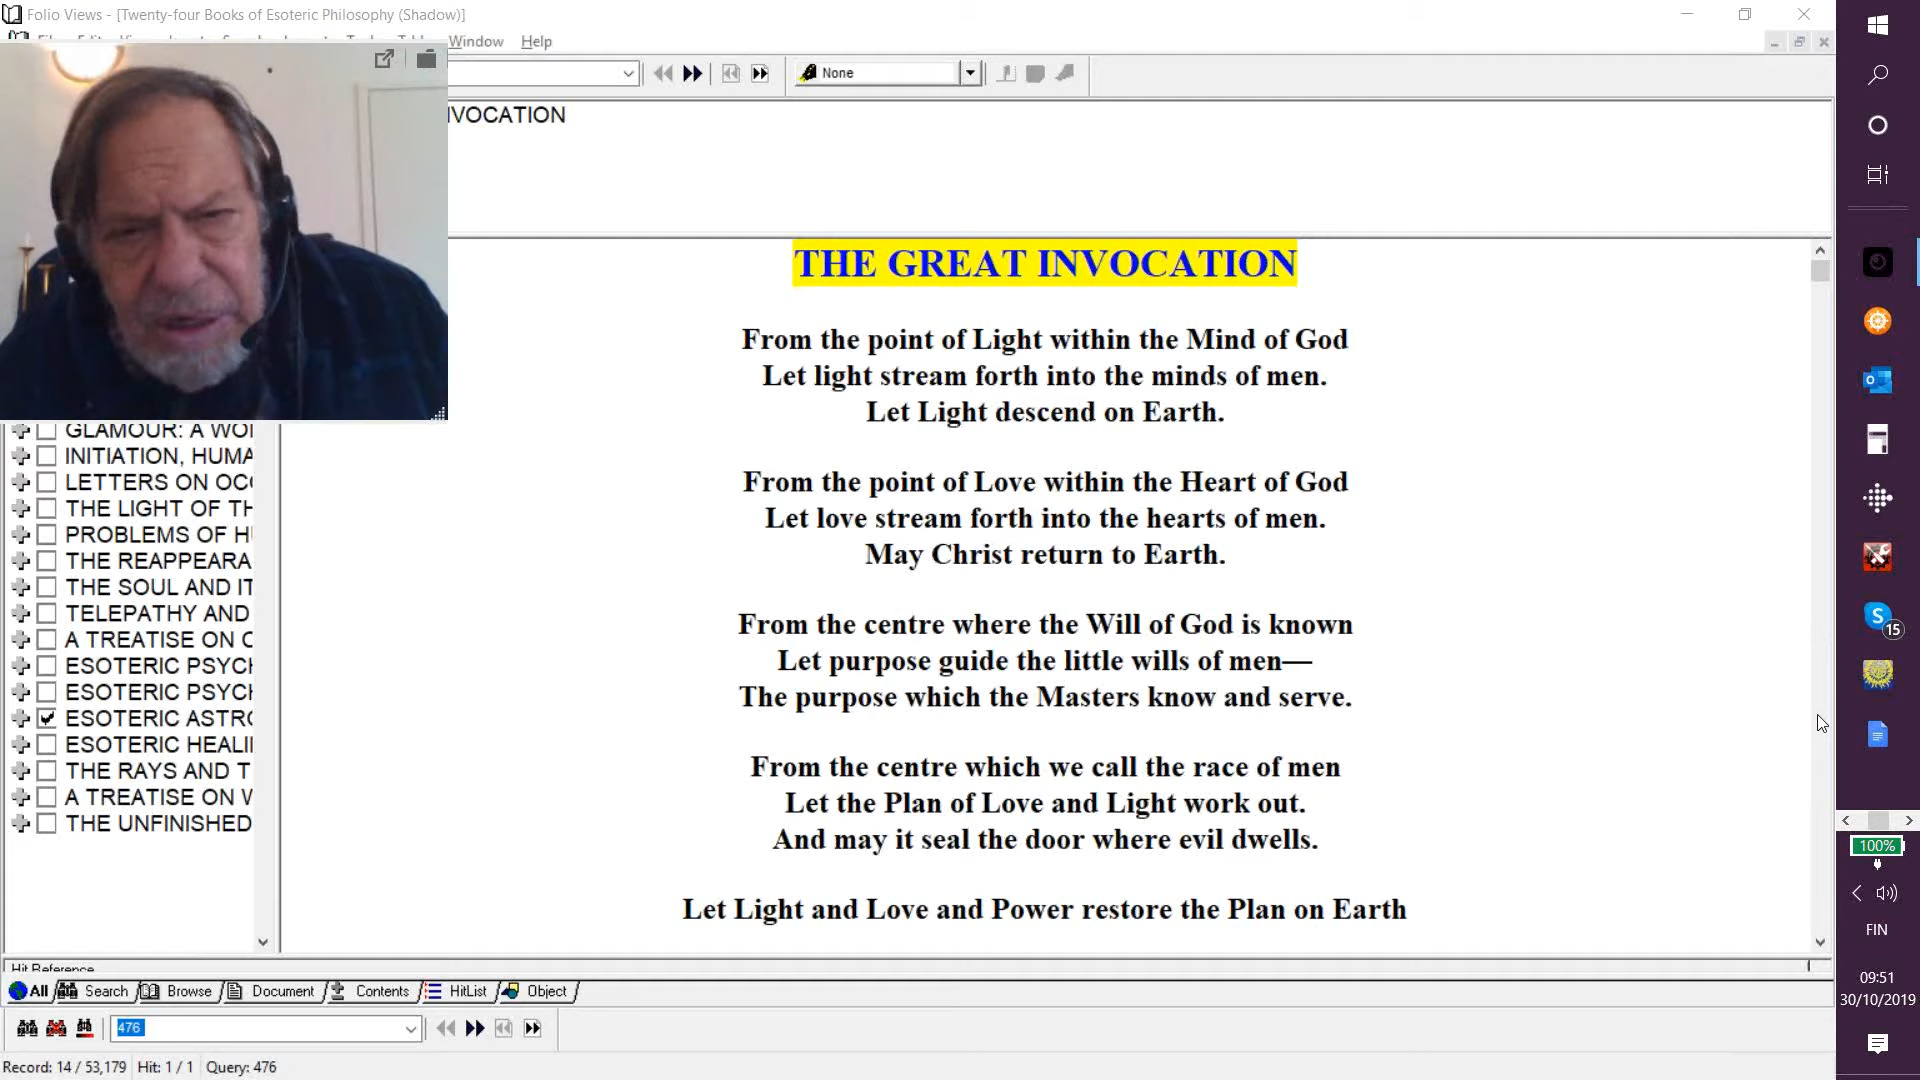 Folio Views - [Twenty-four Books of Esoteric Philosophy (Shadow)]
Window Help
None
NVOCATION
THE GREAT INVOCATION
From the point of Light within the Mind of God
Let light stream forth into the minds of men.
Let Light descend on Earth.
From the point of Love within the Heart of God
Let love stream forth into the hearts of men.
May Christ return to Earth.
From the centre where the Will of God is known
Let purpose guide the little wills of men—
The purpose which the Masters know and serve.
From the centre which we call the race of men
Let the Plan of Love and Light work out.
And may it seal the door where evil dwells.
Let Light and Love and Power restore the Plan on Earth
GLAMOUR: A WO
INITIATION, HUMA
LETTERS ON OC
THE LIGHT OF TH
PROBLEMS OF H
THE REAPPEARA
THE SOUL AND IT
TELEPATHY AND
A TREATISE ON C
ESOTERIC PSYCH
ESOTERIC PSYCH
ESOTERIC ASTRO
ESOTERIC HEALI
THE RAYS AND T
A TREATISE ON W
THE UNFINISHED
Hit Reference
All Search Browse Document Contents HitList Object
476
Record: 14 / 53,179 Hit: 1 / 1 Query: 476
15
100%
FIN
09:51
30/10/2019